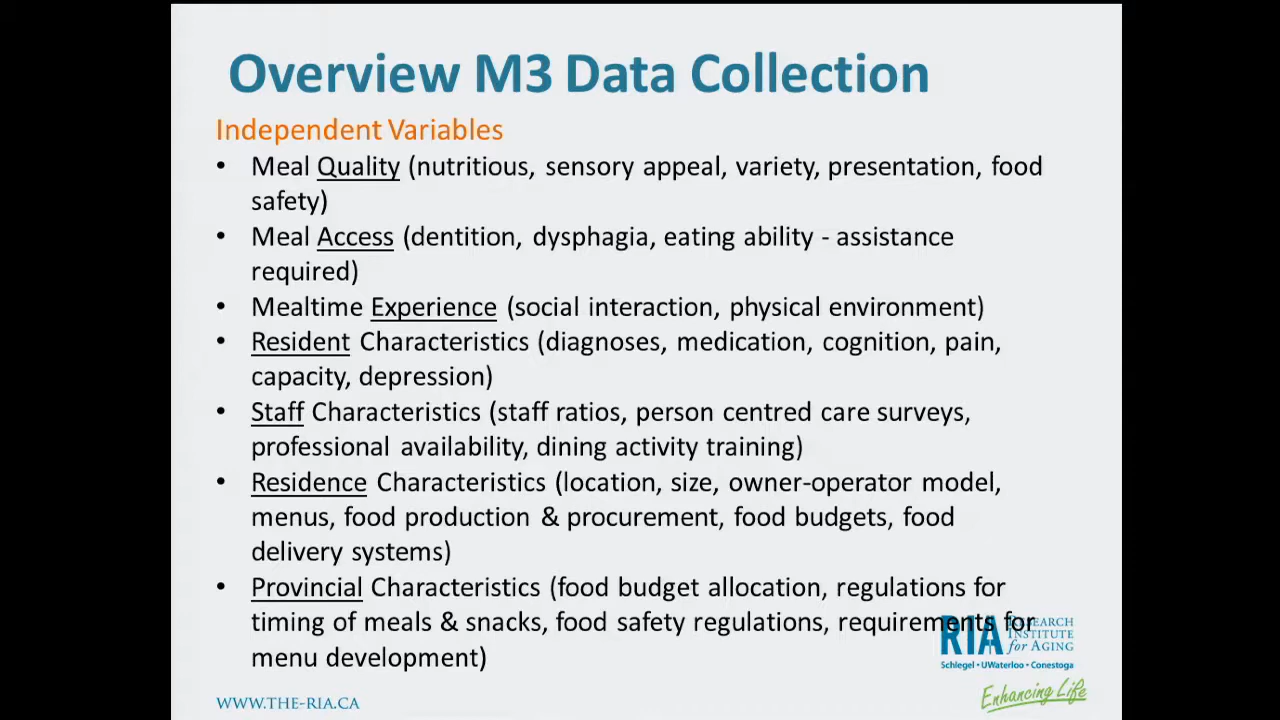 Overview M3 Data Collection
Independent Variables
• Meal Quality (nutritious, sensory appeal, variety, presentation, food
safety)
• Meal Access (dentition, dysphagia, eating ability - assistance
required)
• Mealtime Experience (social interaction, physical environment)
• Resident Characteristics (diagnoses, medication, cognition, pain,
capacity, depression)
• Staff Characteristics (staff ratios, person centred care surveys,
professional availability, dining activity training)
• Residence Characteristics (location, size, owner-operator model,
menus, food production & procurement, food budgets, food
delivery systems)
• Provincial Characteristics (food budget allocation, regulations for
timing of meals & snacks, food safety regulations, requirements for
menu development)
RIA RESEARCH
INSTITUTE
for AGING
Schlegel • UWaterloo • Conestoga
Enhancing Life
WWW.THE-RIA.CA